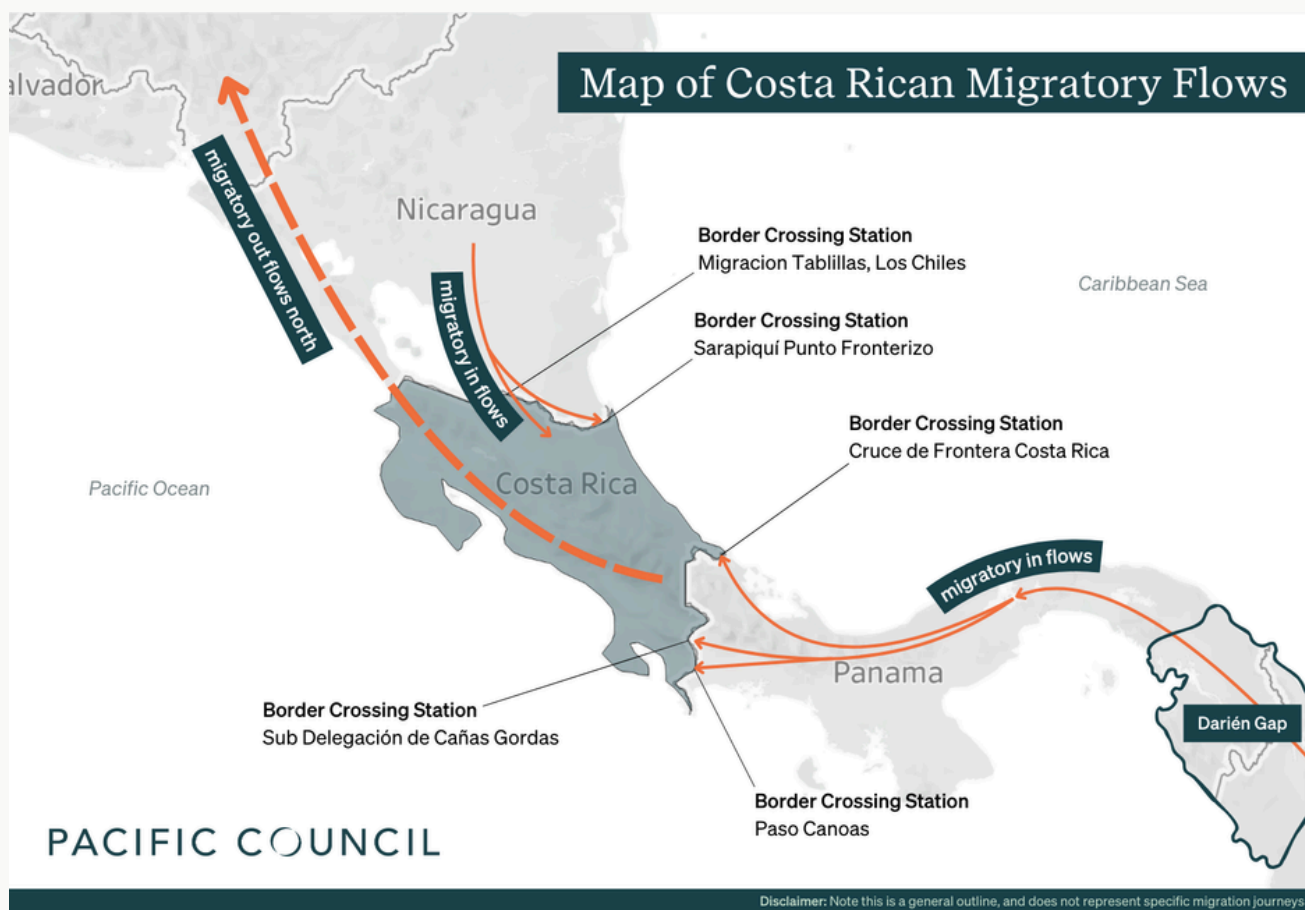 Map of Costa Rican Migratory Flows
alvador
migratory out flows north
Nicaragua
migratory in flows
Border Crossing Station
Migracion Tablillas, Los Chiles
Caribbean Sea
Border Crossing Station
Sarapiquí Punto Fronterizo
Border Crossing Station
Cruce de Frontera Costa Rica
Pacific Ocean
Costa Rica
migratory in flows
Panama
Darién Gap
Border Crossing Station
Sub Delegación de Cañas Gordas
Border Crossing Station
Paso Canoas
PACIFIC COUNCIL
Disclaimer: Note this is a general outline, and does not represent specific migration journeys